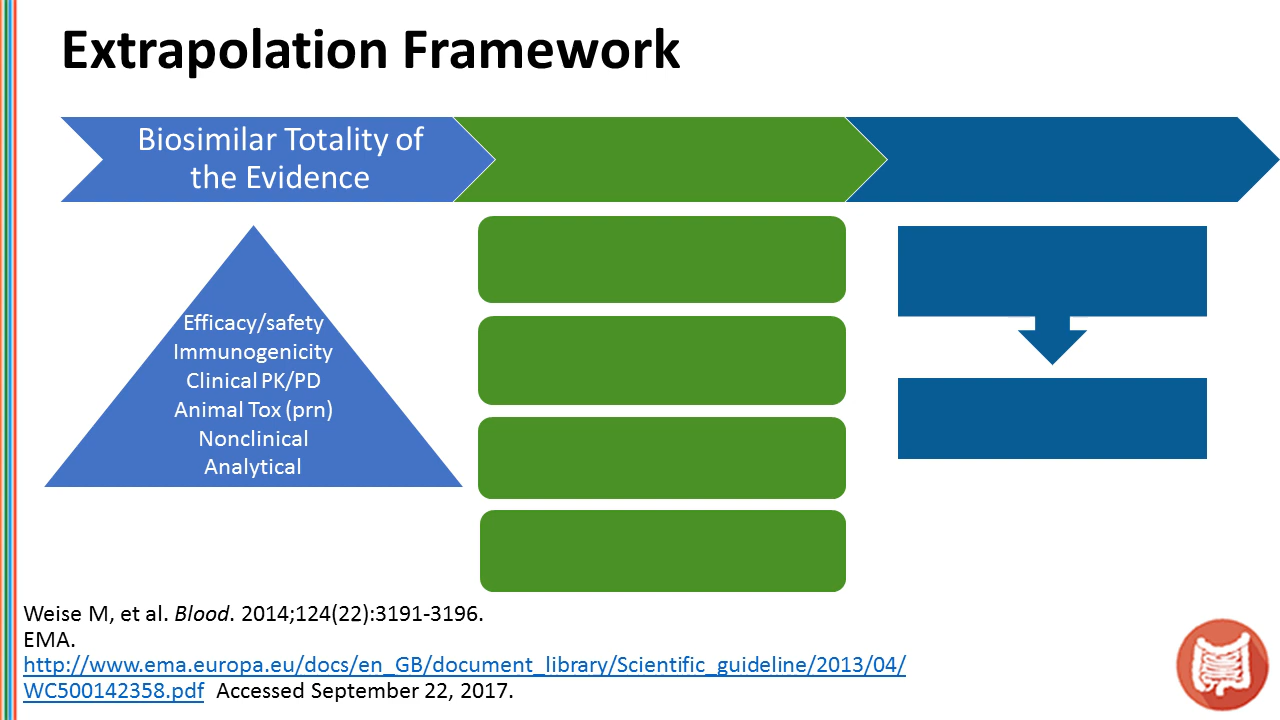 Extrapolation Framework
Biosimilar Totality of
the Evidence
Efficacy/safety
Immunogenicity
Clinical PK/PD
Animal Tox (prn)
Nonclinical
Analytical
Weise M, et al. Blood. 2014;124(22):3191-3196.
EMA.
http://www.ema.europa.eu/docs/en_GB/document_library/Scientific_guideline/2013/04/
WC500142358.pdf  Accessed September 22, 2017.